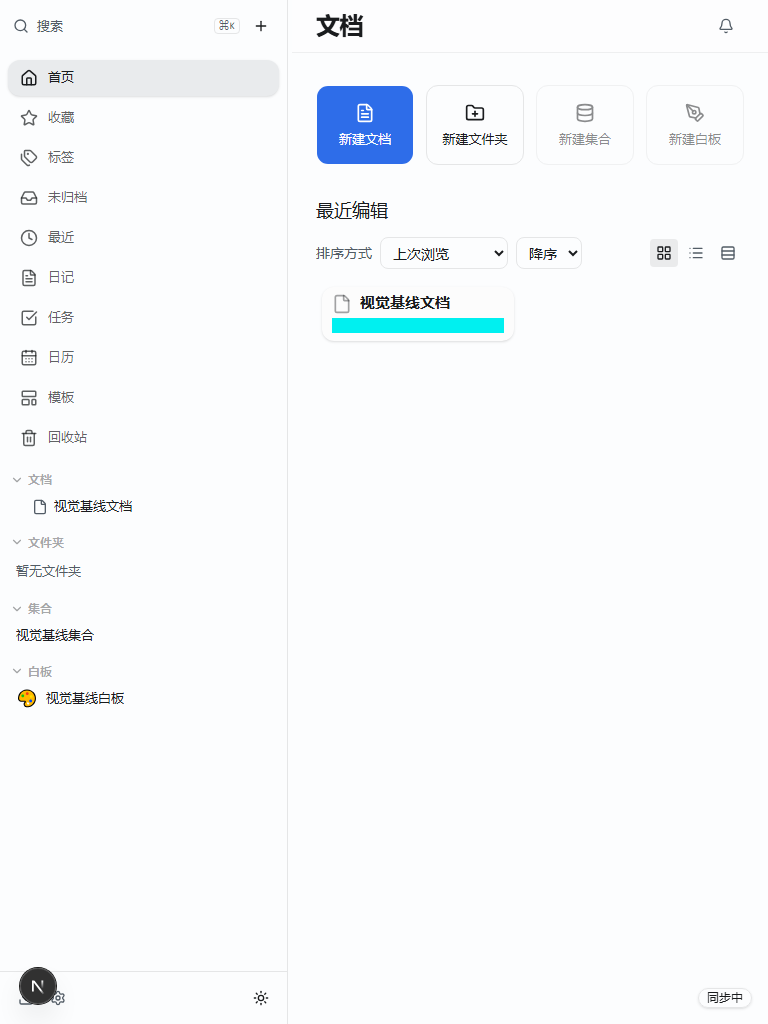 搜索 ⌘K
首页
收藏
标签
未归档
最近
日记
任务
日历
模板
回收站
文档
视觉基线文档
文件夹
暂无文件夹
集合
视觉基线集合
白板
视觉基线白板
N
文档
新建文档 新建文件夹 新建集合 新建白板
最近编辑
排序方式 上次浏览 降序
视觉基线文档
同步中